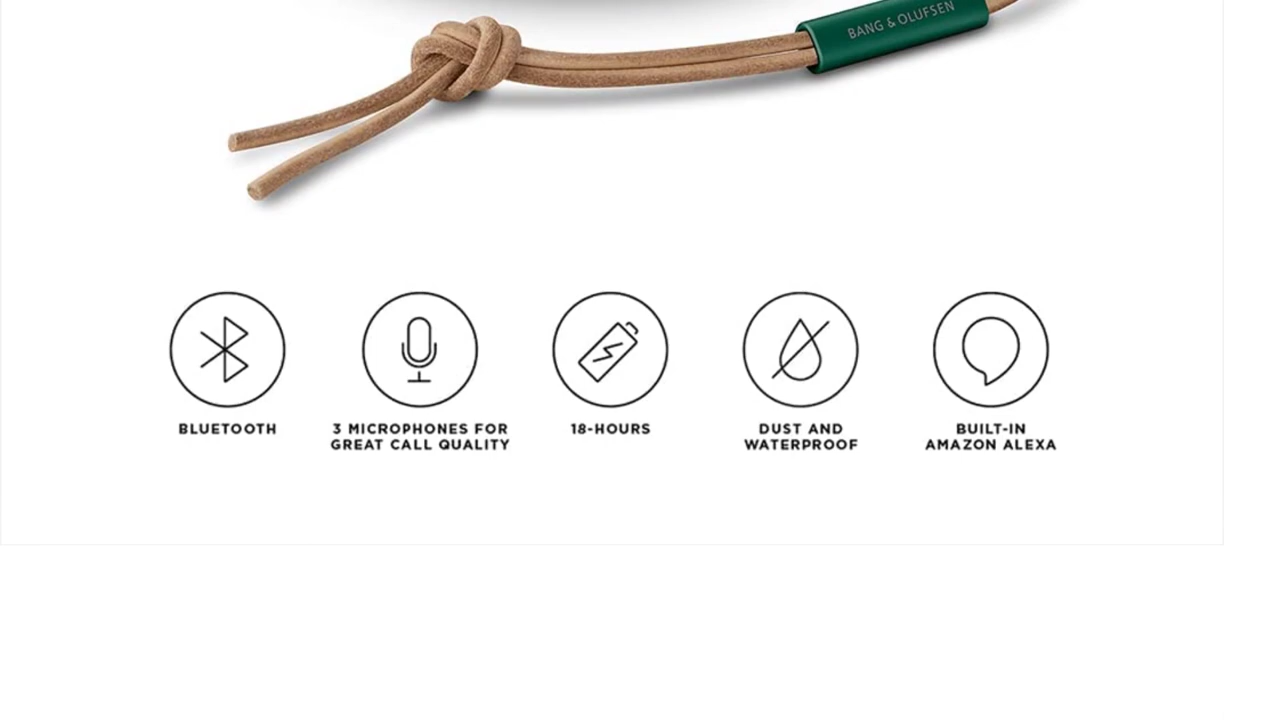 BANG & OLUFSEN
BLUETOOTH
3 MICROPHONES FOR
GREAT CALL QUALITY
18-HOURS
DUST AND
WATERPROOF
BUILT-IN
AMAZON ALEXA